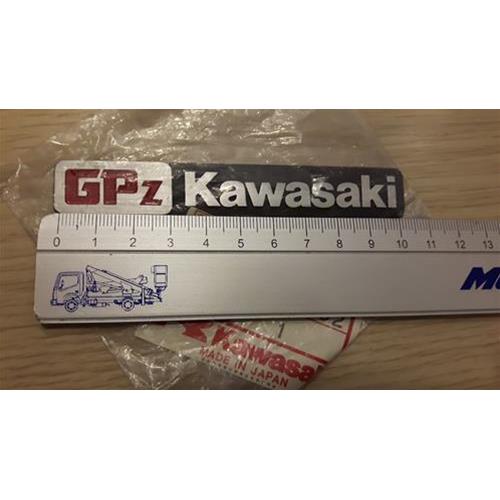 GPz Kawasaki
0 1 2 3 4 5 6 7 8 9 10 11 12 13
Kawasaki
MADE IN JAPAN